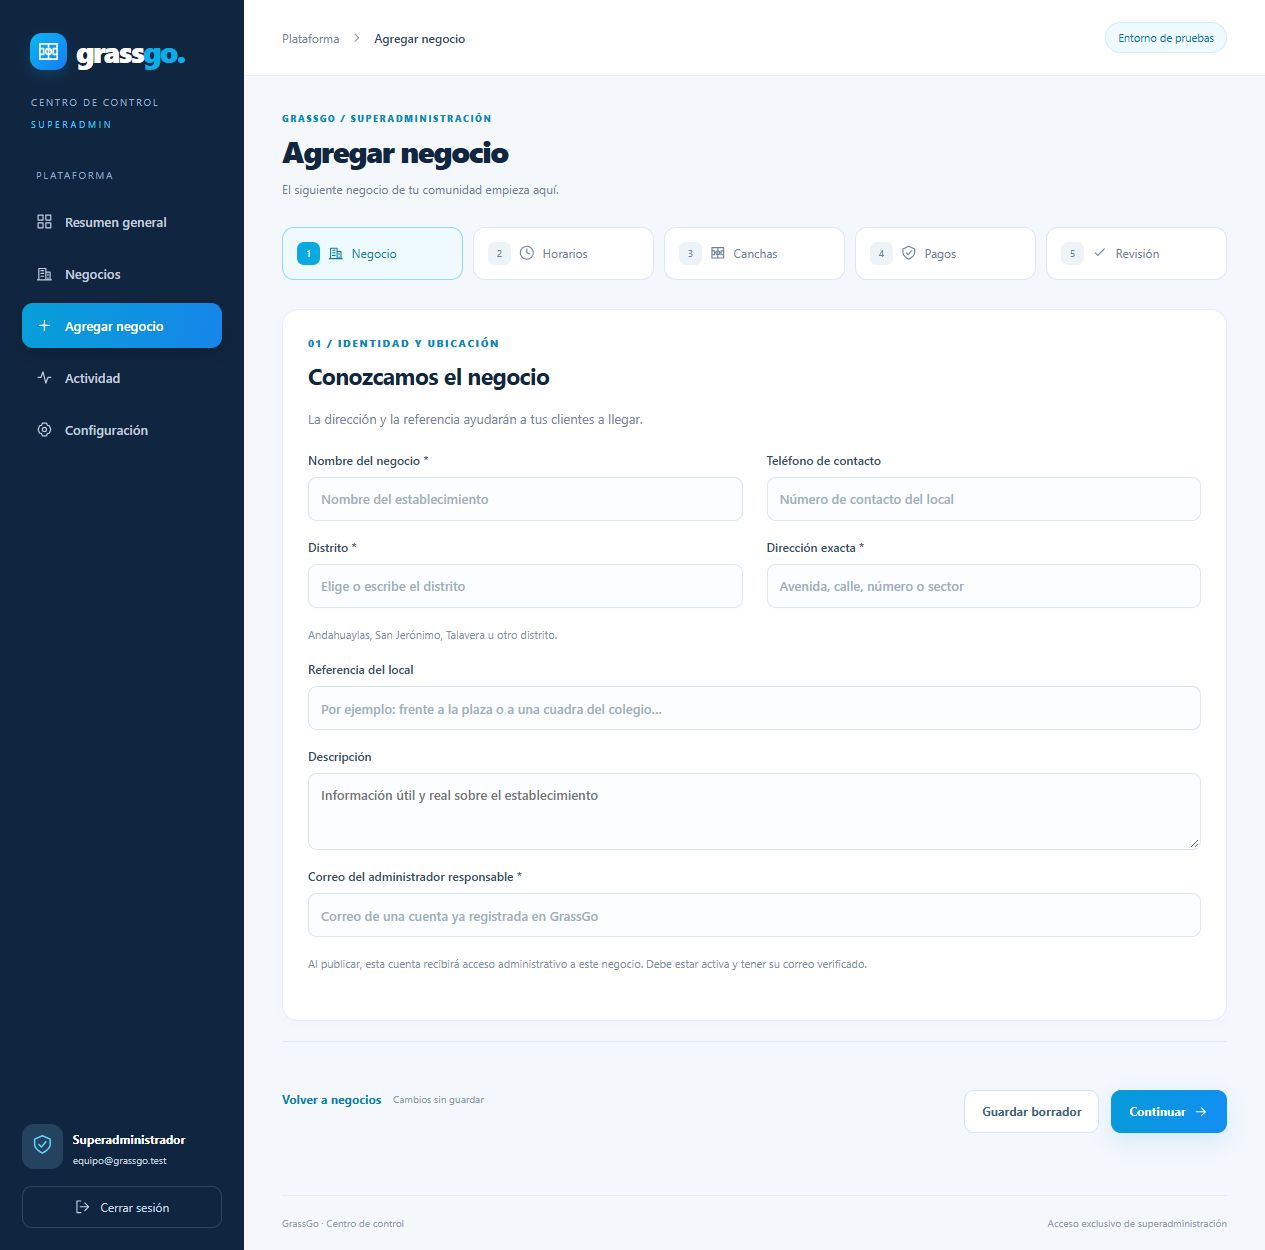 grassgo.
CENTRO DE CONTROL
SUPERADMIN
PLATAFORMA
Resumen general
Negocios
Agregar negocio
Actividad
Configuración
Superadministrador
equipo@grassgo.test
Cerrar sesión
Plataforma > Agregar negocio
Entorno de pruebas
GRASSGO / SUPERADMINISTRACIÓN
Agregar negocio
El siguiente negocio de tu comunidad empieza aquí.
1 Negocio
2 Horarios
3 Canchas
4 Pagos
5 Revisión
01 / IDENTIDAD Y UBICACIÓN
Conozcamos el negocio
La dirección y la referencia ayudarán a tus clientes a llegar.
Nombre del negocio *
Nombre del establecimiento
Teléfono de contacto
Número de contacto del local
Distrito *
Elige o escribe el distrito
Andahuaylas, San Jerónimo, Talavera u otro distrito.
Dirección exacta *
Avenida, calle, número o sector
Referencia del local
Por ejemplo: frente a la plaza o a una cuadra del colegio...
Descripción
Información útil y real sobre el establecimiento
Correo del administrador responsable *
Correo de una cuenta ya registrada en GrassGo
Al publicar, esta cuenta recibirá acceso administrativo a este negocio. Debe estar activa y tener su correo verificado.
Volver a negocios
Cambios sin guardar
Guardar borrador
Continuar
GrassGo · Centro de control
Acceso exclusivo de superadministración